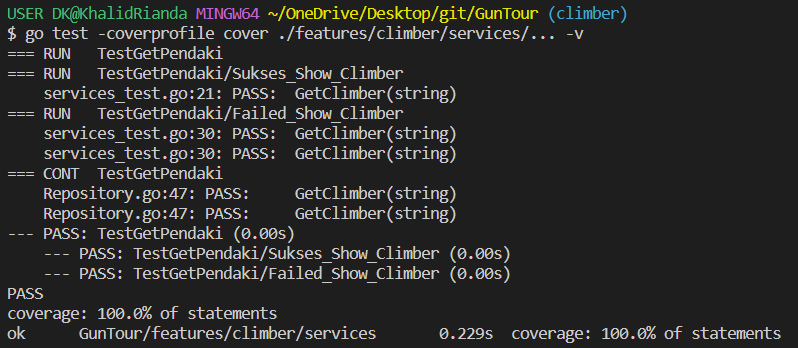 USER DK@KhalidRianda MINGW64 ~/OneDrive/Desktop/git/GunTour (climber)
$ go test -coverprofile cover ./features/climber/services/... -v
=== RUN   TestGetPendaki
=== RUN   TestGetPendaki/Sukses_Show_Climber
    services_test.go:21: PASS:  GetClimber(string)
=== RUN   TestGetPendaki/Failed_Show_Climber
    services_test.go:30: PASS:  GetClimber(string)
    services_test.go:30: PASS:  GetClimber(string)
=== CONT  TestGetPendaki
    Repository.go:47: PASS:     GetClimber(string)
    Repository.go:47: PASS:     GetClimber(string)
--- PASS: TestGetPendaki (0.00s)
    --- PASS: TestGetPendaki/Sukses_Show_Climber (0.00s)
    --- PASS: TestGetPendaki/Failed_Show_Climber (0.00s)
PASS
coverage: 100.0% of statements
ok      GunTour/features/climber/services       0.229s  coverage: 100.0% of statements